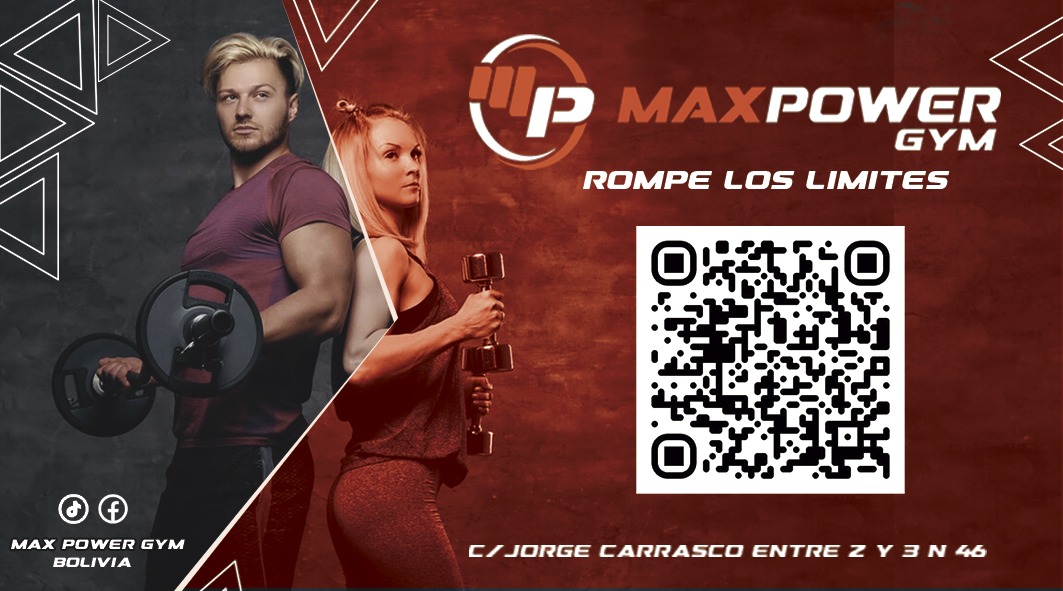 MP MAXPOWER
GYM
ROMPE LOS LIMITES
MAX POWER GYM
BOLIVIA
C/JORGE CARRASCO ENTRE 2 Y 3 N 46